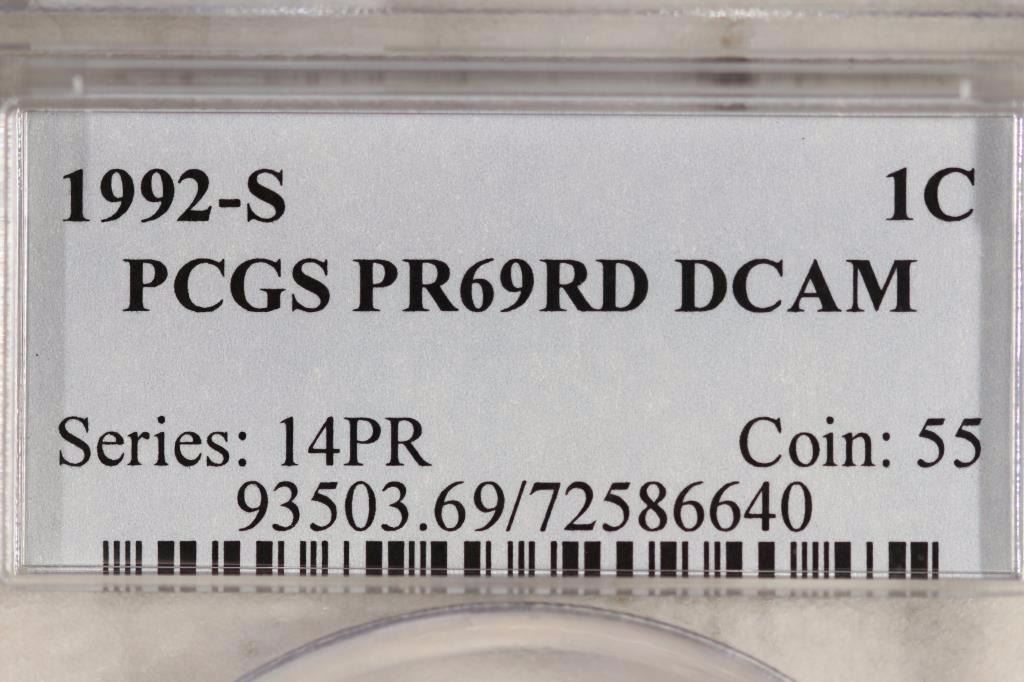 1992-S 1C
PCGS PR69RD DCAM
Series: 14PR Coin: 55
93503.69/72586640